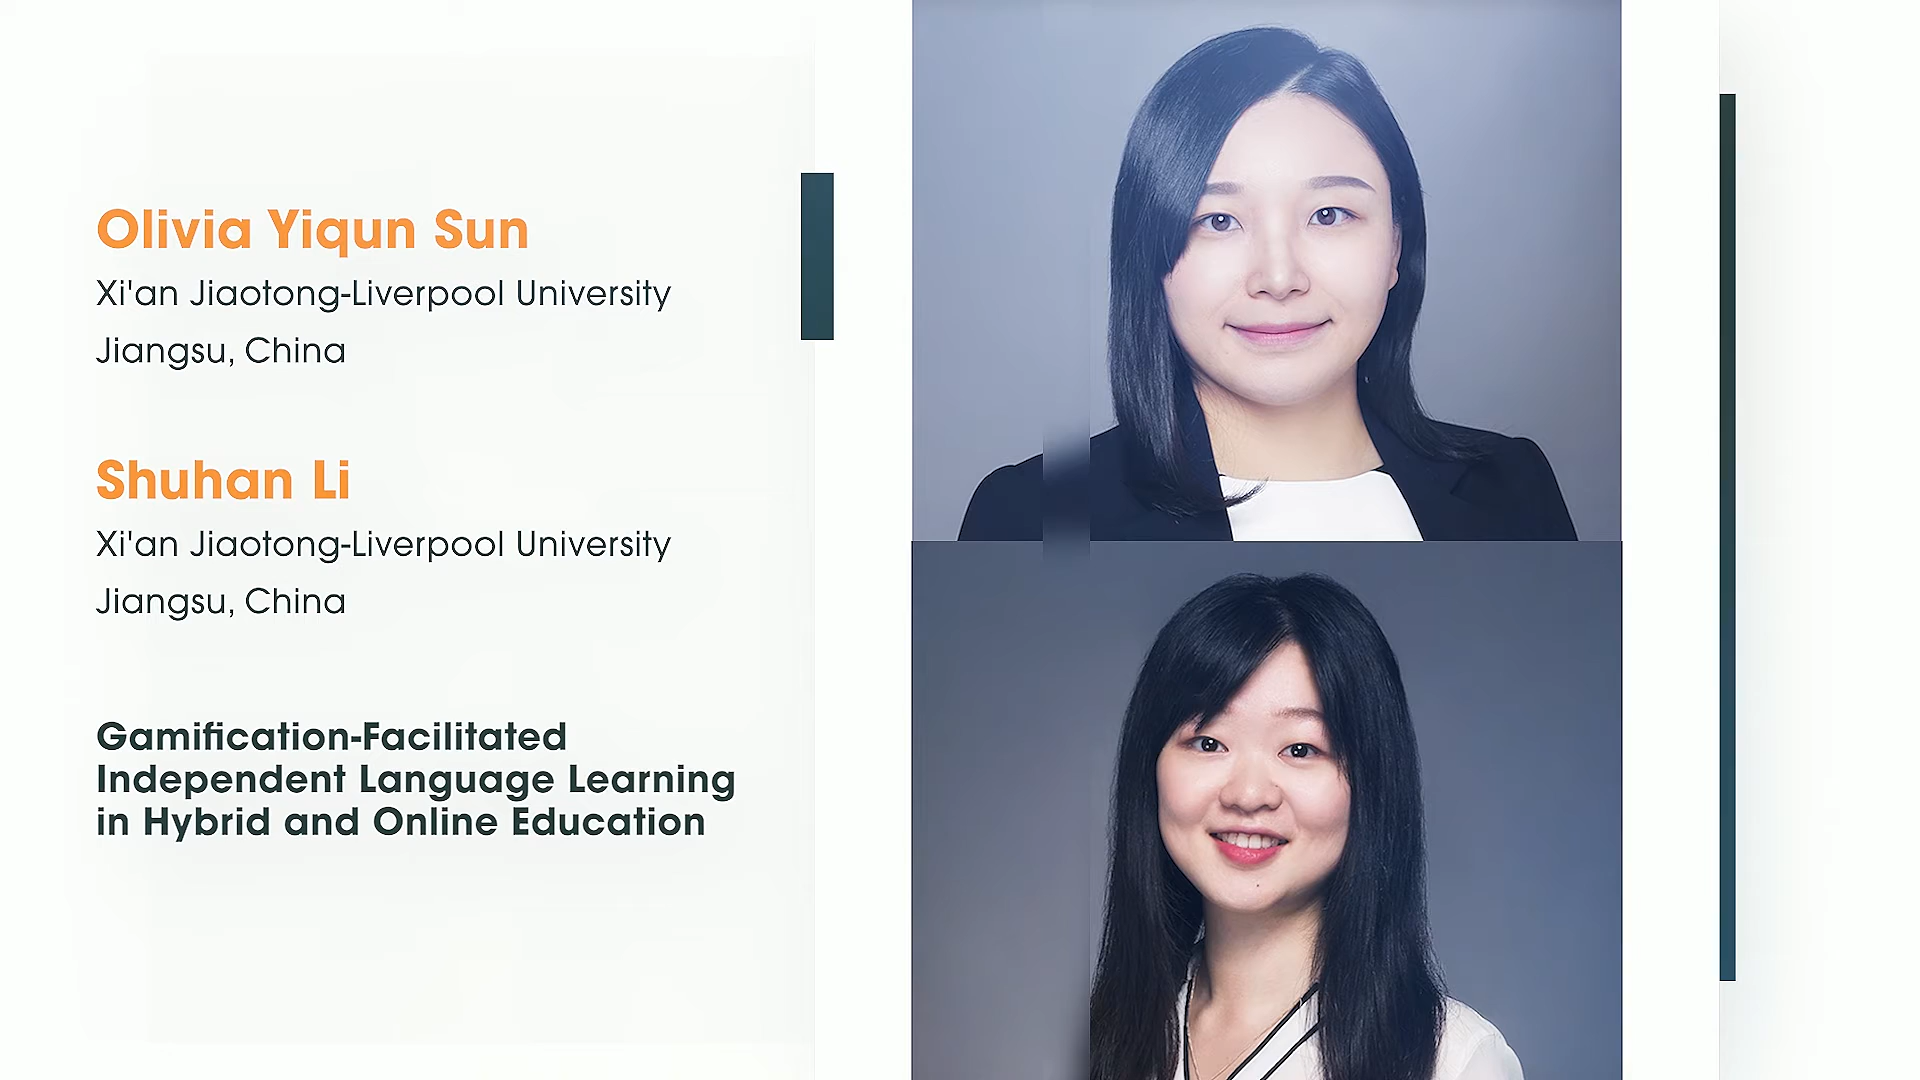 Olivia Yiqun Sun
Xi'an Jiaotong-Liverpool University
Jiangsu, China
Shuhan Li
Xi'an Jiaotong-Liverpool University
Jiangsu, China
Gamification-Facilitated
Independent Language Learning
in Hybrid and Online Education